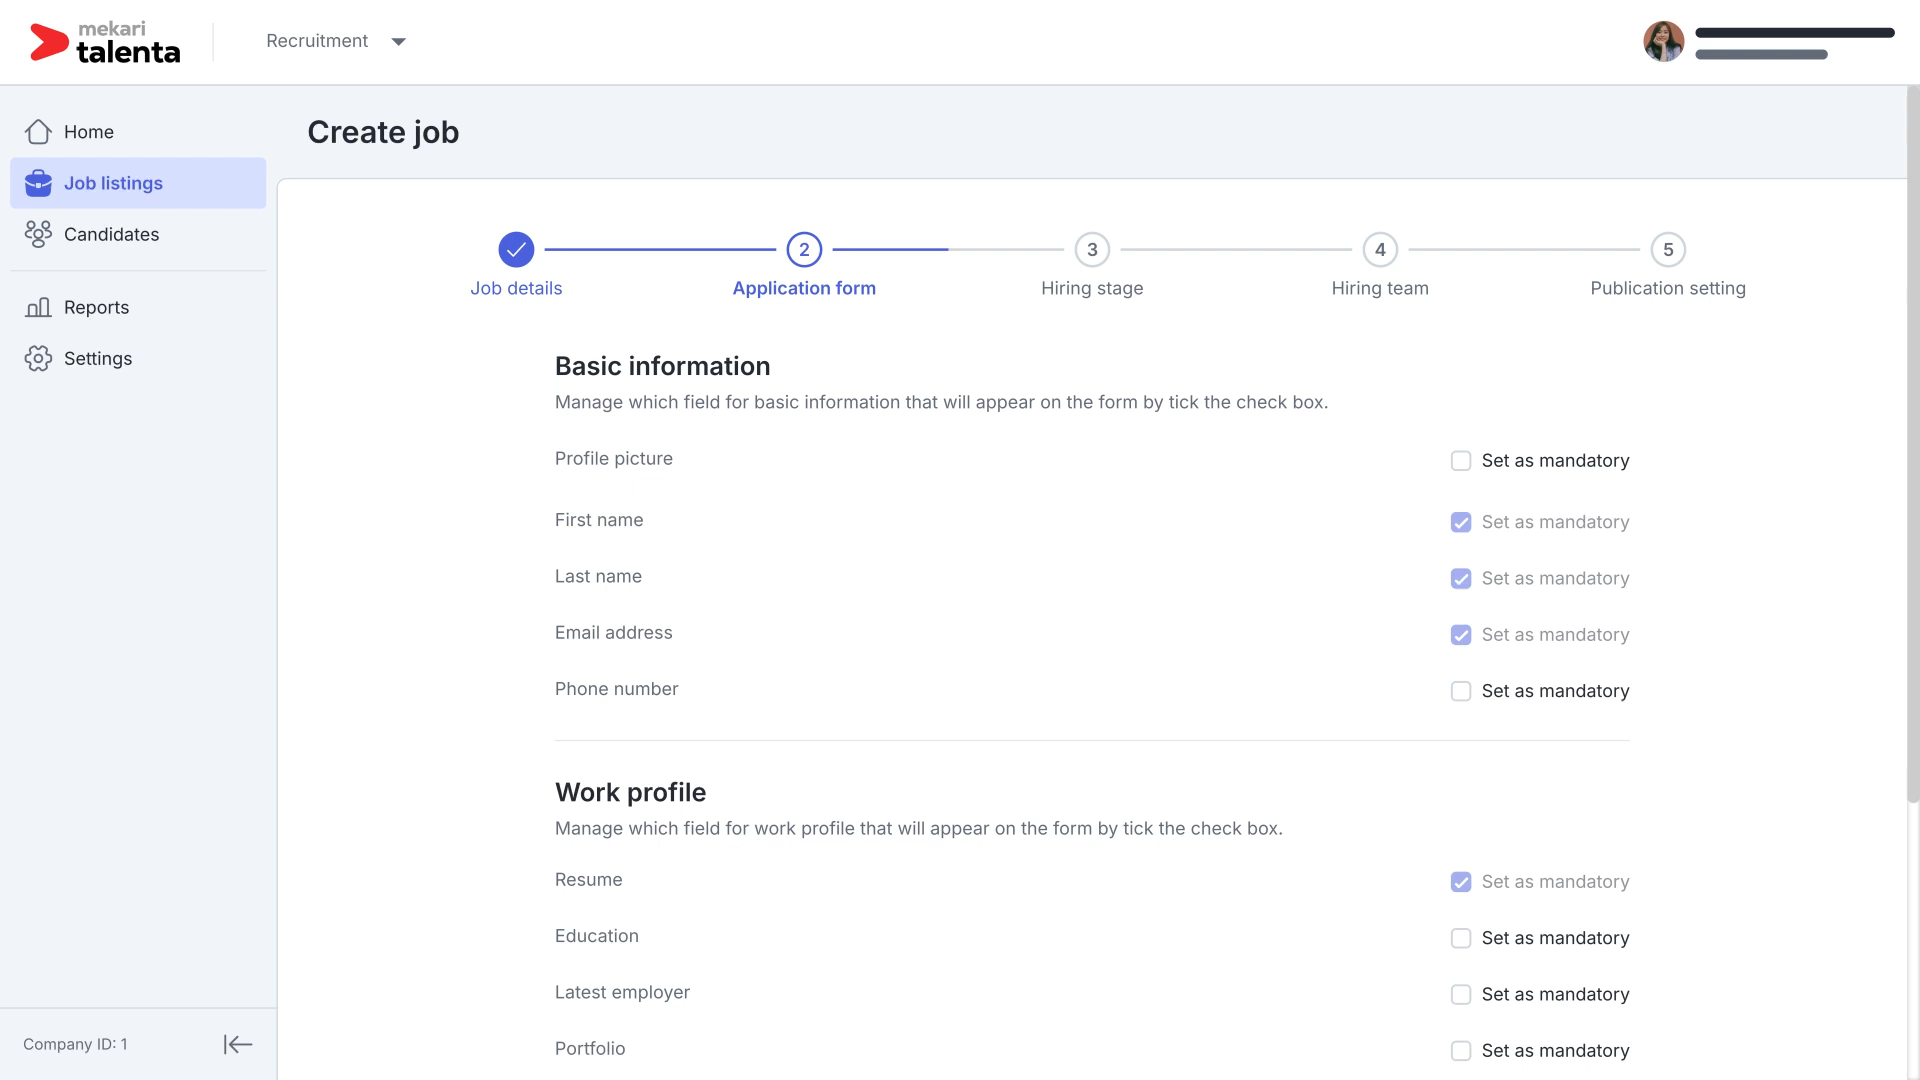 mekari
talenta
Recruitment
Home
Job listings
Candidates
Reports
Settings
Company ID: 1
Create job
2
3
4
5
Job details
Application form
Hiring stage
Hiring team
Publication setting
Basic information
Manage which field for basic information that will appear on the form by tick the check box.
Profile picture
Set as mandatory
First name
Set as mandatory
Last name
Set as mandatory
Email address
Set as mandatory
Phone number
Set as mandatory
Work profile
Manage which field for work profile that will appear on the form by tick the check box.
Resume
Set as mandatory
Education
Set as mandatory
Latest employer
Set as mandatory
Portfolio
Set as mandatory